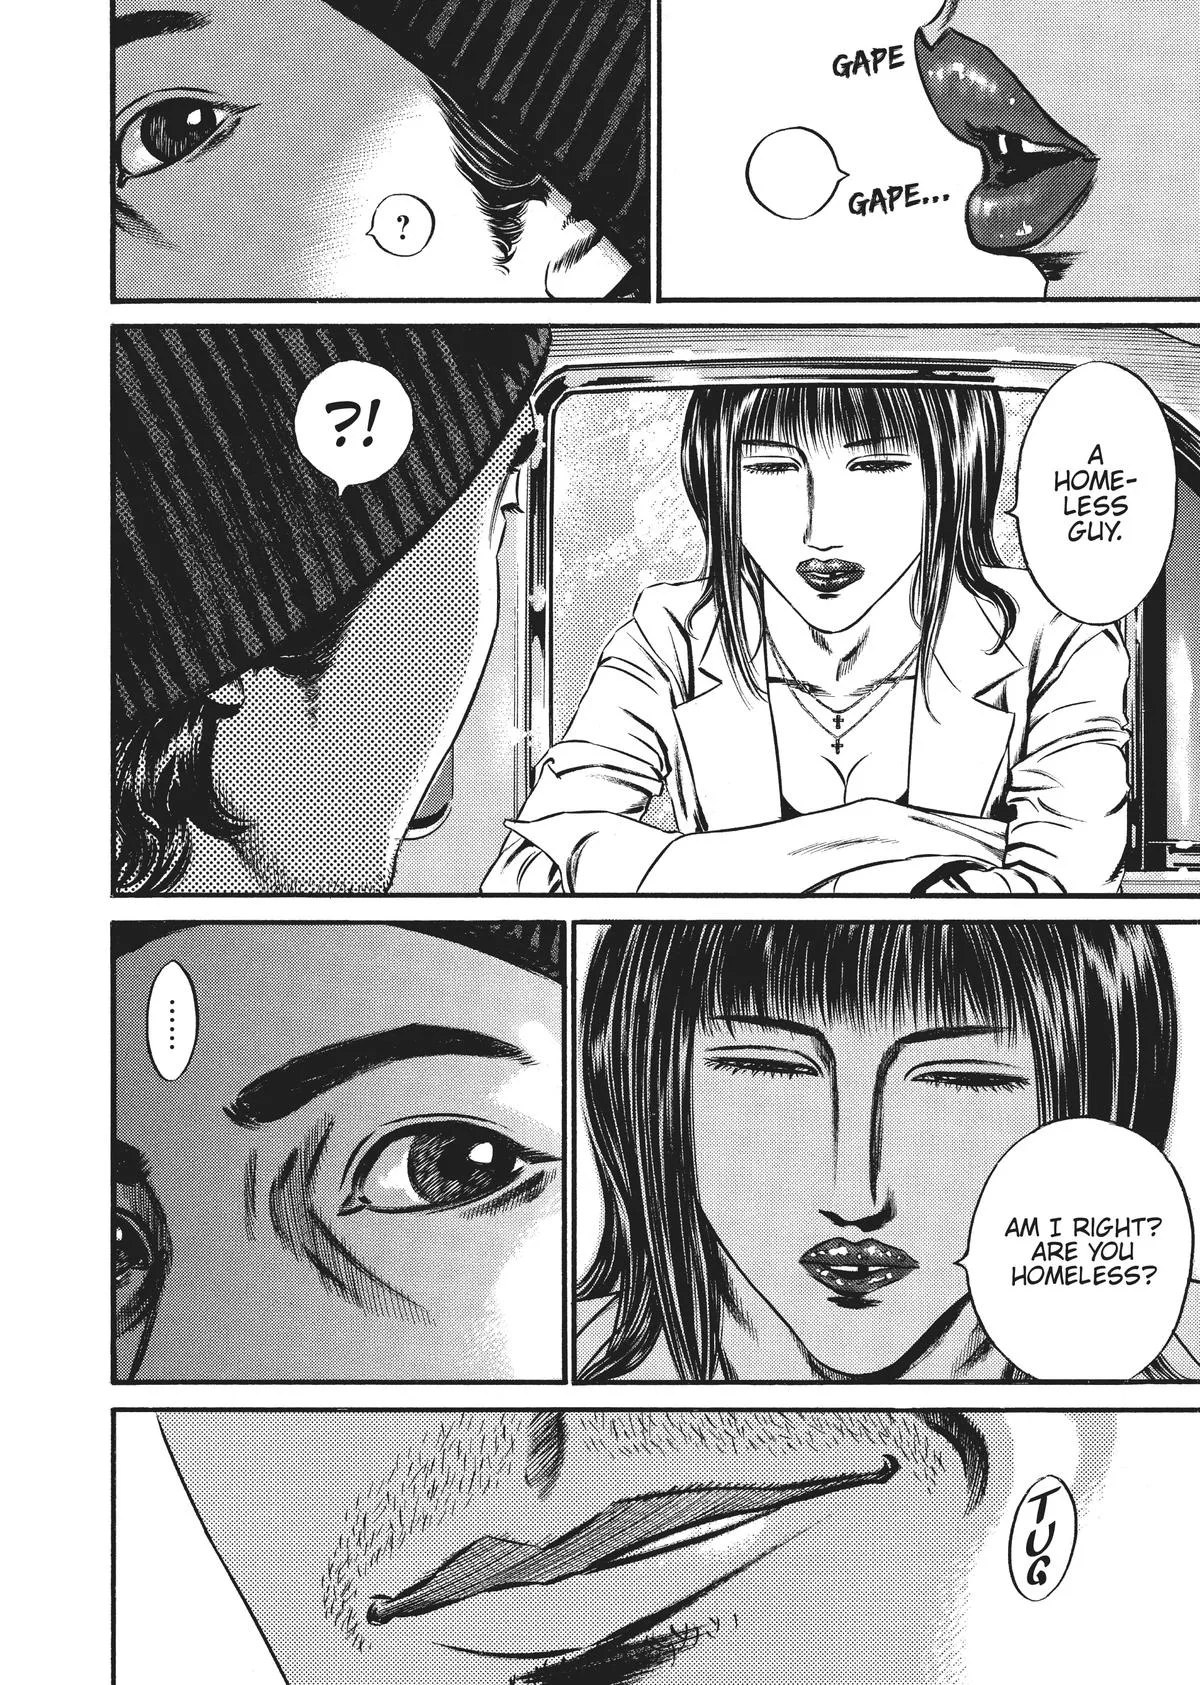 GAPE
GAPE...
?
A
HOME-
LESS
GUY.
?!
AM I RIGHT?
ARE YOU
HOMELESS?
......
TUG